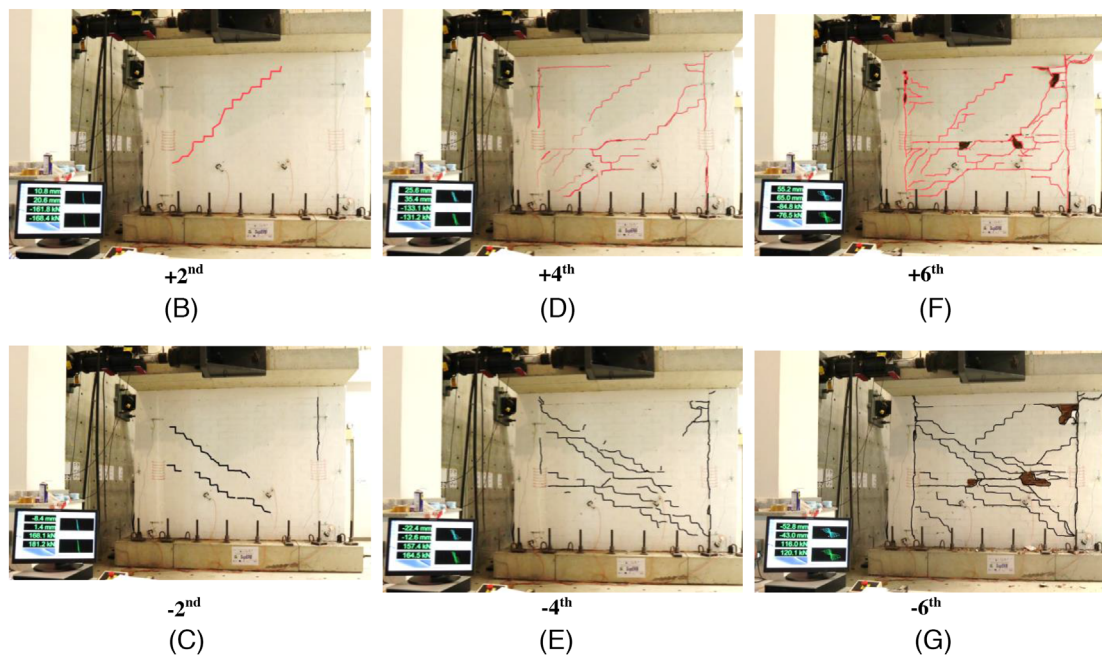 10.8 mm
20.6 mm
-161.8 kN
-168.4 kN
+2nd
(B)
25.6 mm
35.4 mm
-133.1 kN
-131.2 kN
+4th
(D)
55.2 mm
65.0 mm
-84.8 kN
-76.5 kN
+6th
(F)
-8.4 mm
1.4 mm
168.1 kN
181.2 kN
-2nd
(C)
-22.4 mm
-12.6 mm
157.4 kN
164.5 kN
-4th
(E)
-52.8 mm
-43.0 mm
116.0 kN
120.1 kN
-6th
(G)